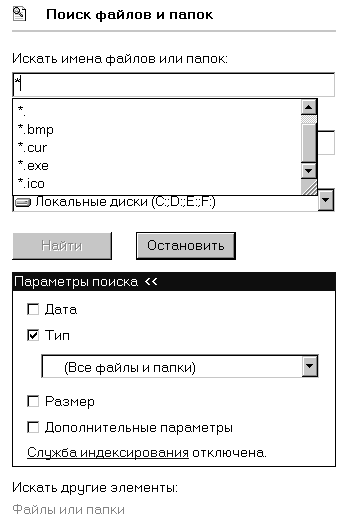 Поиск файлов и папок
Искать имена файлов или папок:
*
*.
*.bmp
*.cur
*.exe
*.ico
Локальные диски (C:;D:;E:;F:)
Найти
Остановить
Параметры поиска <<
Дата
Тип
(Все файлы и папки)
Размер
Дополнительные параметры
Служба индексирования отключена.
Искать другие элементы:
Файлы или папки